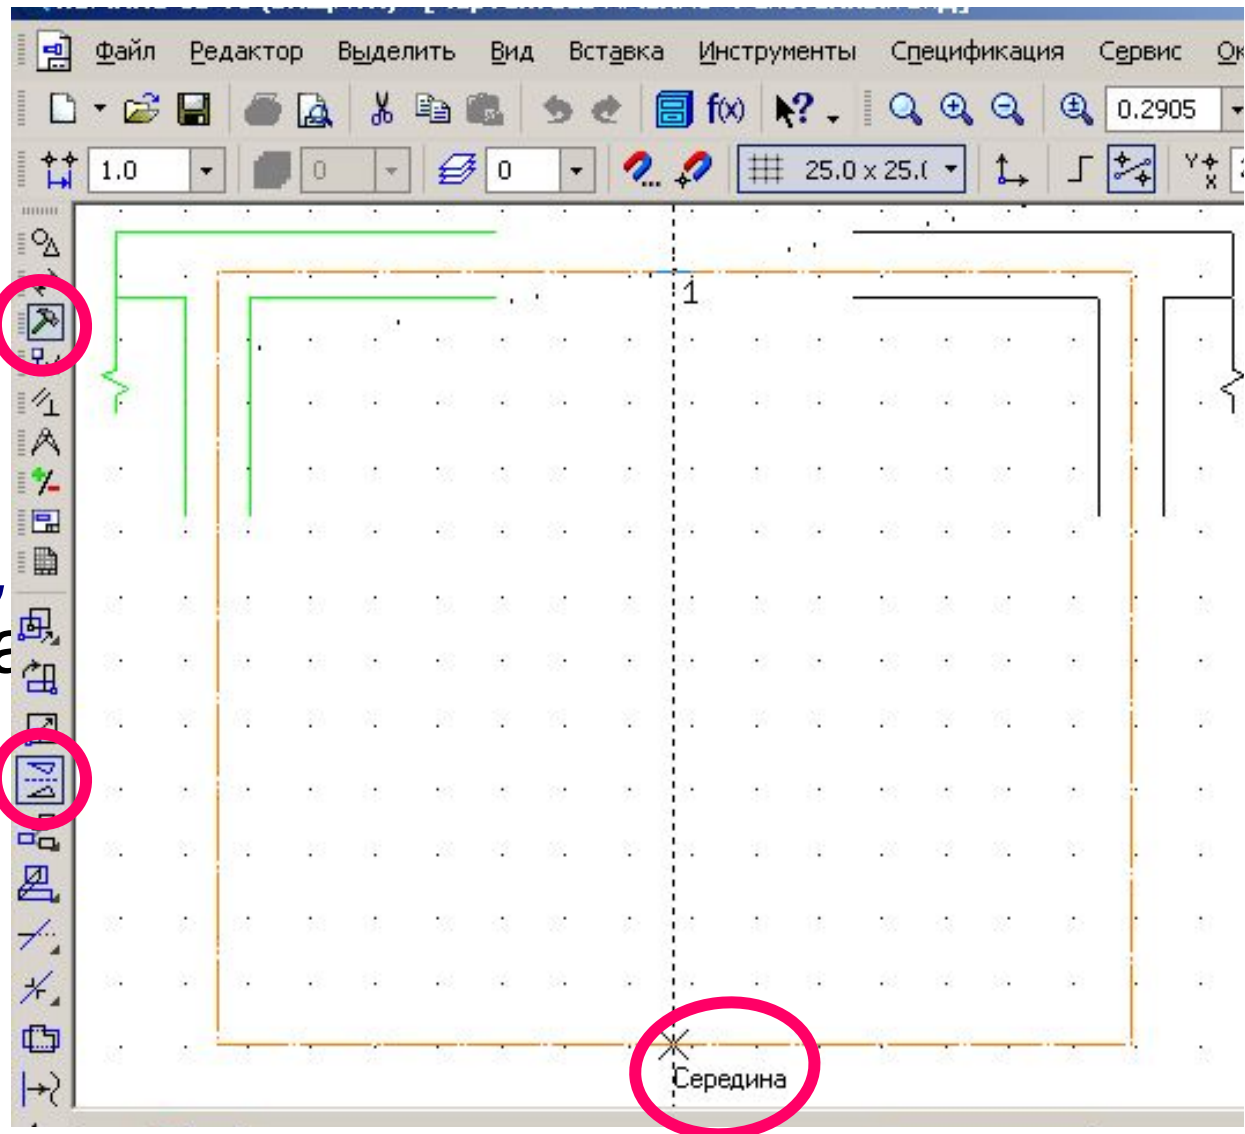 Файл Редактор Выделить Вид Вставка Инструменты Спецификация Сервис
f(x) ? 0.2905
1.0 0 0 25.0 x 25.(
1
Середина